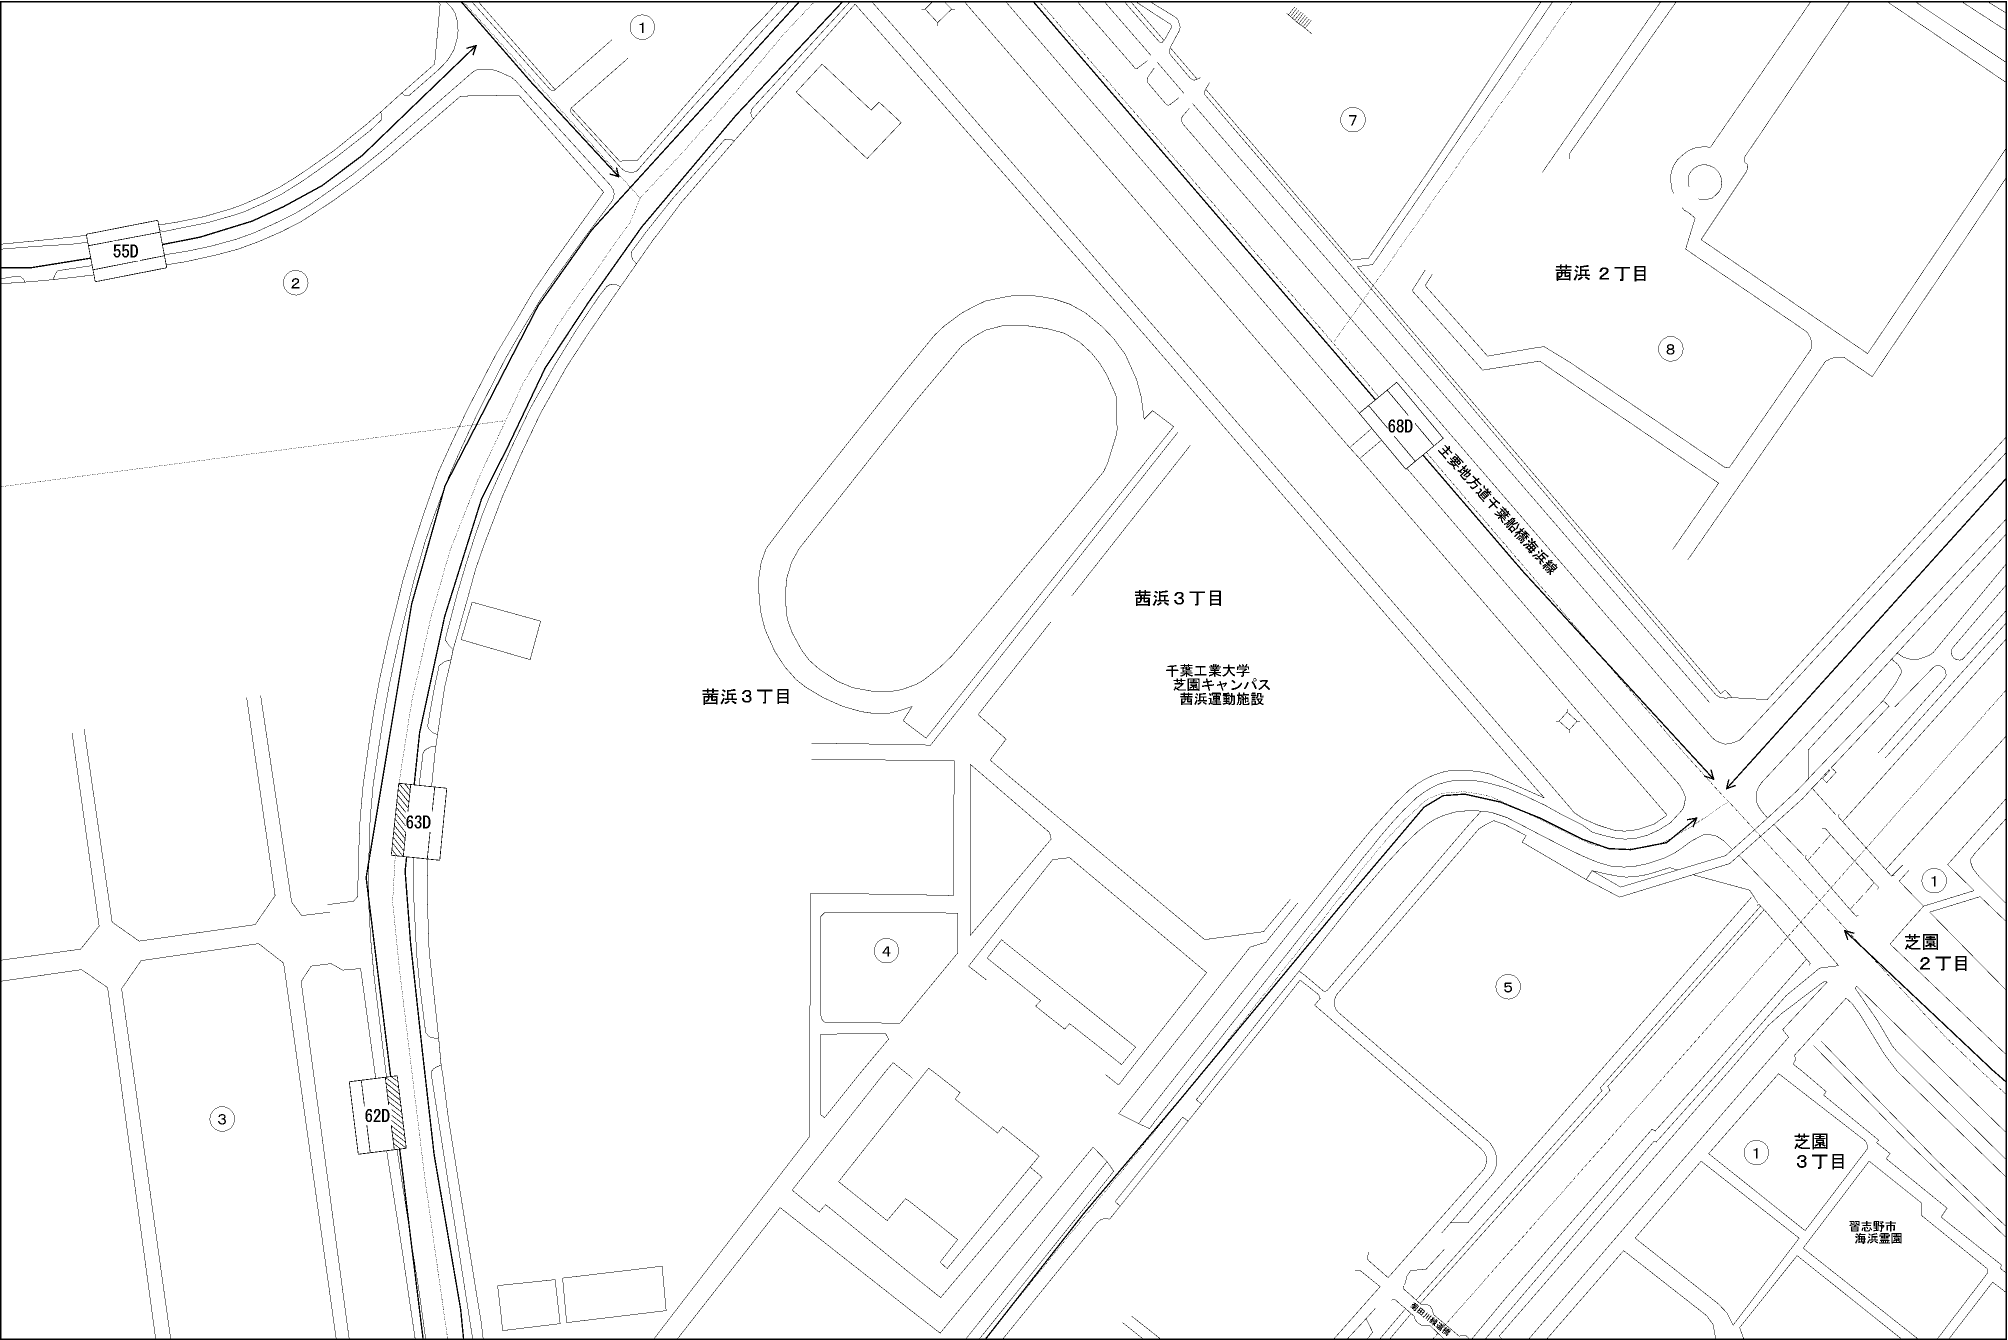 ①
⑦
55D
②
茜浜 2丁目
⑧
68D
主要地方道千葉船橋海浜線
茜浜3丁目
千葉工業大学
芝園キャンパス
茜浜運動施設
茜浜3丁目
63D
①
芝園
2丁目
④
⑤
62D
③
①
芝園
3丁目
習志野市
海浜霊園